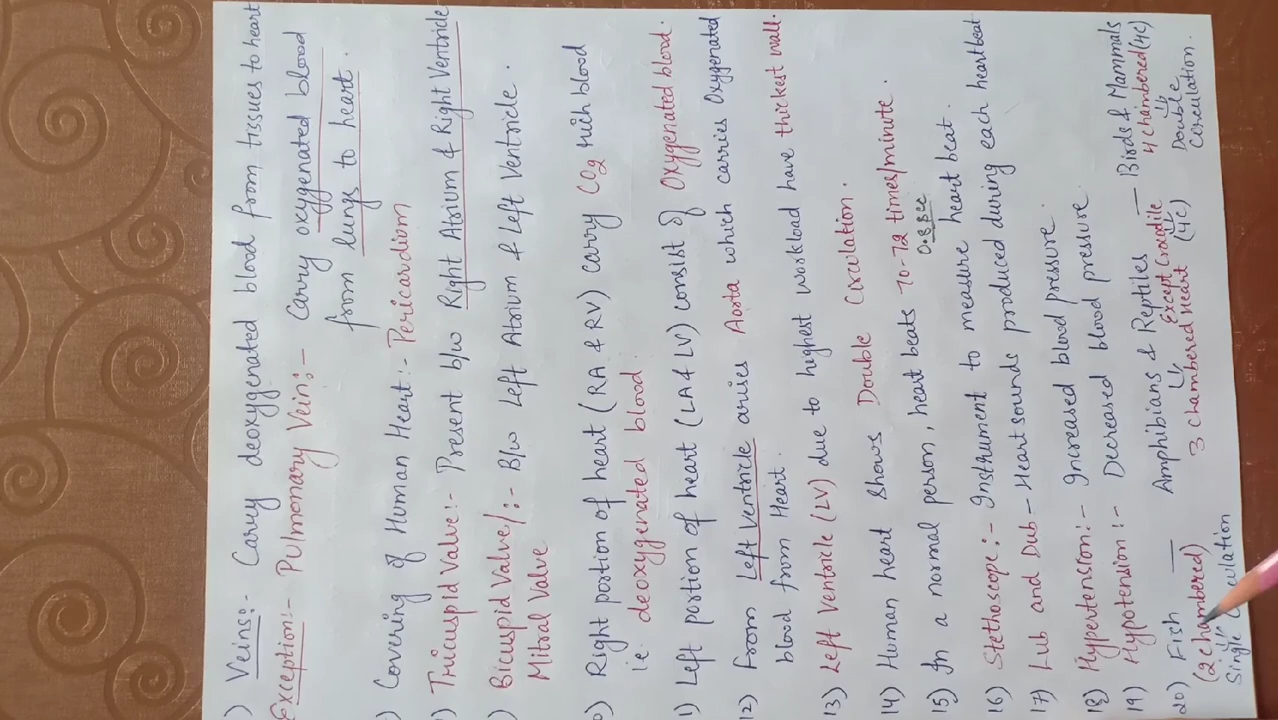 ) Veins:- Carry deoxygenated blood from tissues to heart
Exception:- Pulmonary Vein:- Carry oxygenated blood
from lungs to heart.
) Covering of Human Heart:- Pericardiom
) Tricuspid Valve:- Present b/w Right Atrium & Right Ventricle
) Bicuspid Valve/:- B/w Left Atrium & Left Ventricle.
Mitral Valve
0) Right portion of heart (RA & RV) carry CO2 rich blood
ie deoxygenated blood.
1) Left portion of heart (LA & LV) consist of Oxygenated blood.
12) From Left Ventricle arries Aorta which carries Oxygenated
blood from Heart.
13) Left Ventricle (LV) due to highest workload have thickest wall.
14) Human heart shows Double Circulation.
15) In a normal person, heart beats 70-72 times/minute.
0.8 sec
16) Stethoscope:- Instrument to measure heart beat.
17) Lub and Dub - Heart sounds produced during each heartbeat
18) Hypertension:- Increased blood pressure.
19) Hypotension:- Decreased blood pressure
20) Fish — Amphibians & Reptiles — Birds & Mammals
(2 chambered) 3 chambered Heart Except Crocodile (4C) 4 chambered (4C)
Single Circulation Double Circulation.